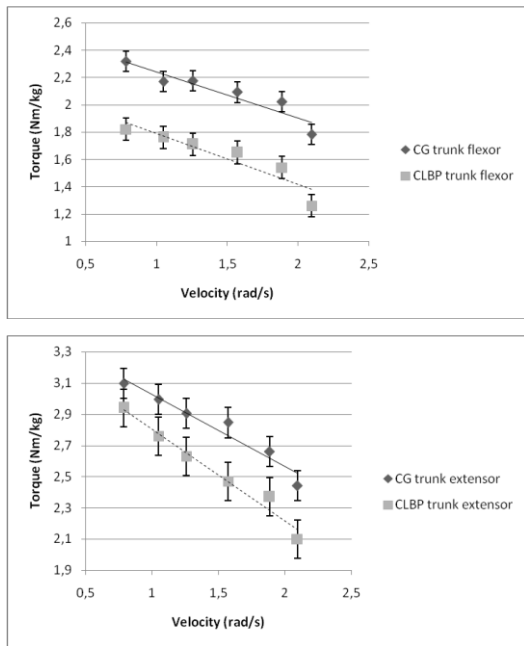 2,6
2,4
2,2
2
1,8
1,6
1,4
1,2
1
Torque (Nm/kg)
0,5 1 1,5 2 2,5
Velocity (rad/s)
CG trunk flexor
CLBP trunk flexor
3,3
3,1
2,9
2,7
2,5
2,3
2,1
1,9
Torque (Nm/kg)
0,5 1 1,5 2 2,5
Velocity (rad/s)
CG trunk extensor
CLBP trunk extensor